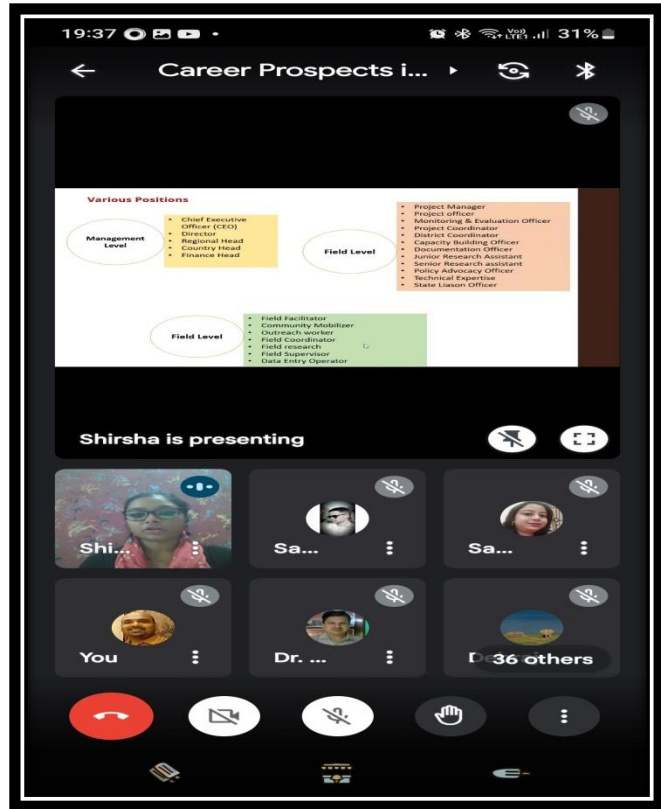 19:37
Vo))
LTE1
31%
Career Prospects i...
Various Positions
Management
Level
• Chief Executive
Officer (CEO)
• Director
• Regional Head
• Country Head
• Finance Head
Field Level
• Project Manager
• Project officer
• Monitoring & Evaluation Officer
• Project Coordinator
• District Coordinator
• Capacity Building Officer
• Documentation Officer
• Junior Research Assistant
• Senior Research assistant
• Policy Advocacy Officer
• Technical Expertise
• State Liason Officer
Field Level
• Field Facilitator
• Community Mobilizer
• Outreach worker
• Field Coordinator
• Field research
• Field Supervisor
• Data Entry Operator
Shirsha is presenting
Shi...
Sa...
Sa...
You
Dr. ...
36 others